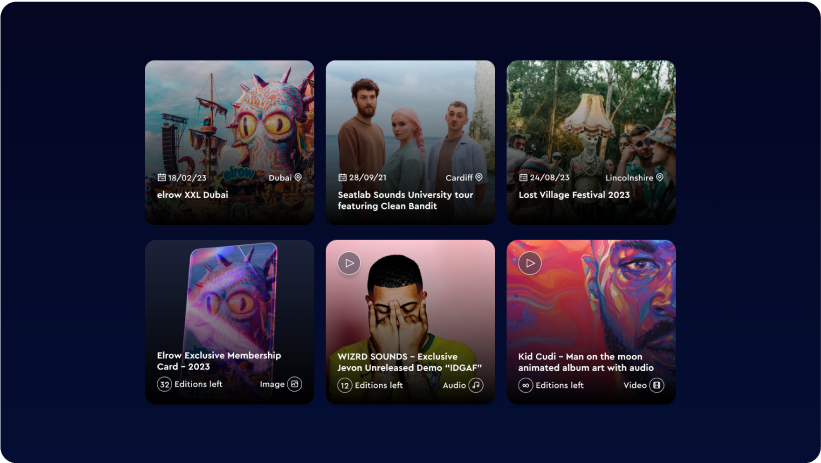 18/02/23 Dubai
elrow XXL Dubai
28/09/21 Cardiff
Seatlab Sounds University tour
featuring Clean Bandit
24/08/23 Lincolnshire
Lost Village Festival 2023
Elrow Exclusive Membership
Card – 2023
32 Editions left Image
WIZRD SOUNDS – Exclusive
Jevon Unreleased Demo “IDGAF”
12 Editions left Audio
Kid Cudi – Man on the moon
animated album art with audio
∞ Editions left Video